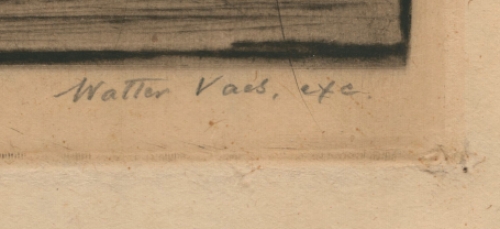 Walter Vaes, exc.